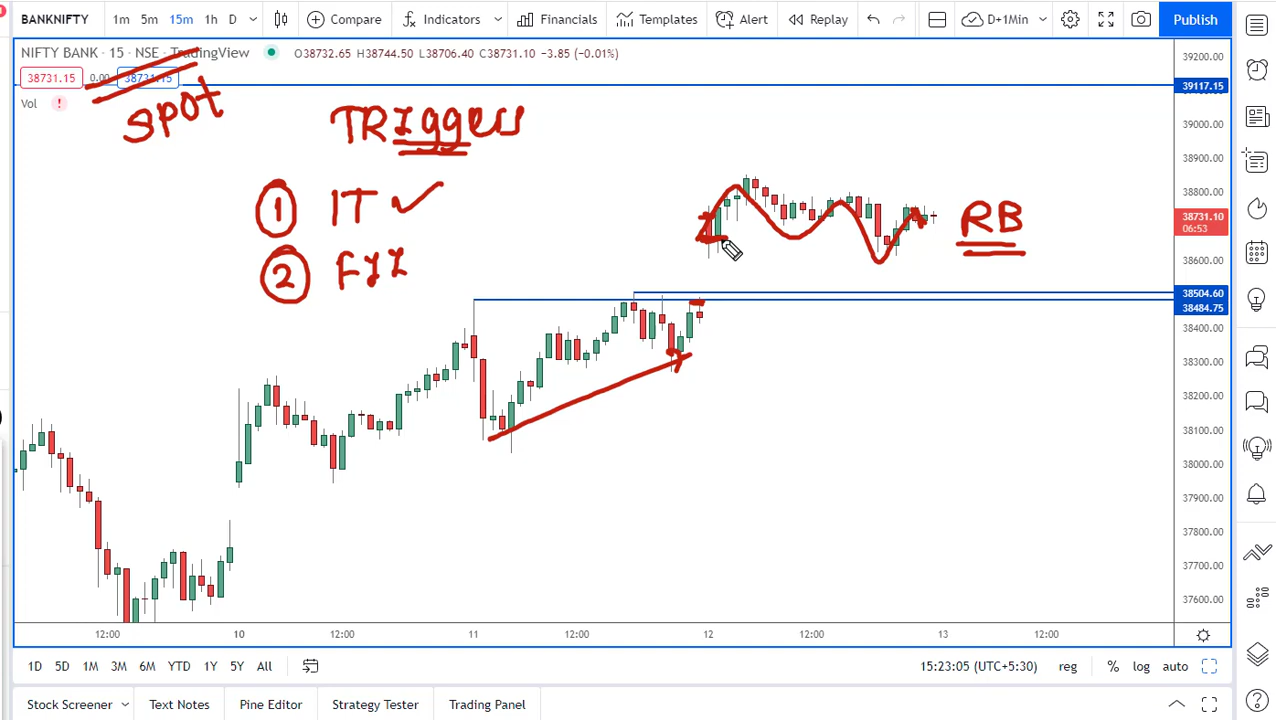 BANKNIFTY 1m 5m 15m 1h D Compare Indicators Financials Templates Alert Replay D+1Min Publish
NIFTY BANK · 15 · NSE · TradingView O38732.65 H38744.50 L38706.40 C38731.10 −3.85 (−0.01%)
38731.15 0.00 38731.15
Vol !
spot
TRIggers
1 IT ✓
2
RB
39200.00
39117.15
39000.00
38900.00
38800.00
38731.10
06:53
38600.00
38504.60
38484.75
38400.00
38300.00
38200.00
38100.00
38000.00
37900.00
37800.00
37700.00
37600.00
12:00 10 12:00 11 12:00 12 12:00 13 12:00
1D 5D 1M 3M 6M YTD 1Y 5Y All 15:23:05 (UTC+5:30) reg % log auto
Stock Screener Text Notes Pine Editor Strategy Tester Trading Panel